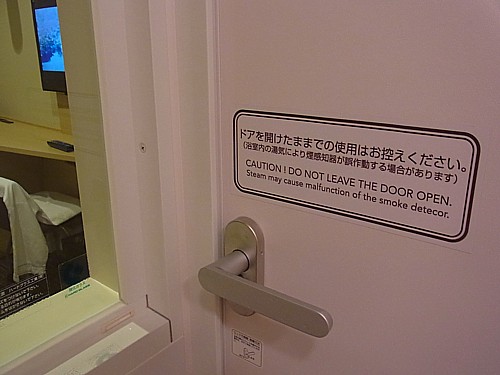 ドアを開けたままでの使用はお控えください。
(浴室内の湯気により煙感知器が誤作動する場合があります)
CAUTION ! DO NOT LEAVE THE DOOR OPEN.
Steam may cause malfunction of the smoke detecor.